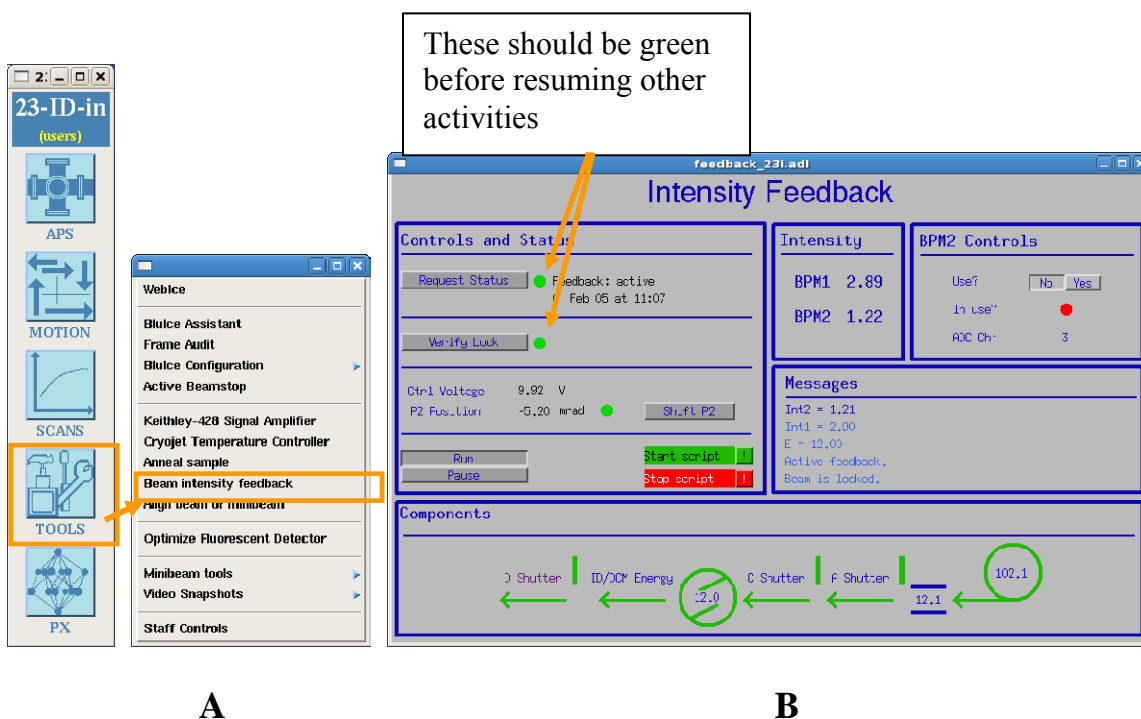 These should be green
before resuming other
activities
2:
23-ID-in
(users)
APS
MOTION
SCANS
TOOLS
PX
WebIce
BluIce Assistant
Frame Audit
BluIce Configuration
Active Beamstop
Keithley-428 Signal Amplifier
Cryojet Temperature Controller
Anneal sample
Beam intensity feedback
Align beam or minibeam
Optimize Fluorescent Detector
Minibeam tools
Video Snapshots
Staff Controls
feedback_23i.adl
Intensity Feedback
Controls and Status
Request Status
Feedback: active
Feb 05 at 11:07
Verify Lock
Ctrl Voltage 9.92 V
P2 Position -5.20 mrad Shift P2
Run
Pause
Start script !
Stop script !
Intensity
BPM1 2.89
BPM2 1.22
BPM2 Controls
Use? No Yes
In use?
ADC Ch: 3
Messages
Int2 = 1.21
Int1 = 2.90
E = 12.00
Active feedback.
Beam is locked.
Components
D Shutter ID/DCM Energy 12.0 C Shutter A Shutter 12.1 102.1
A B